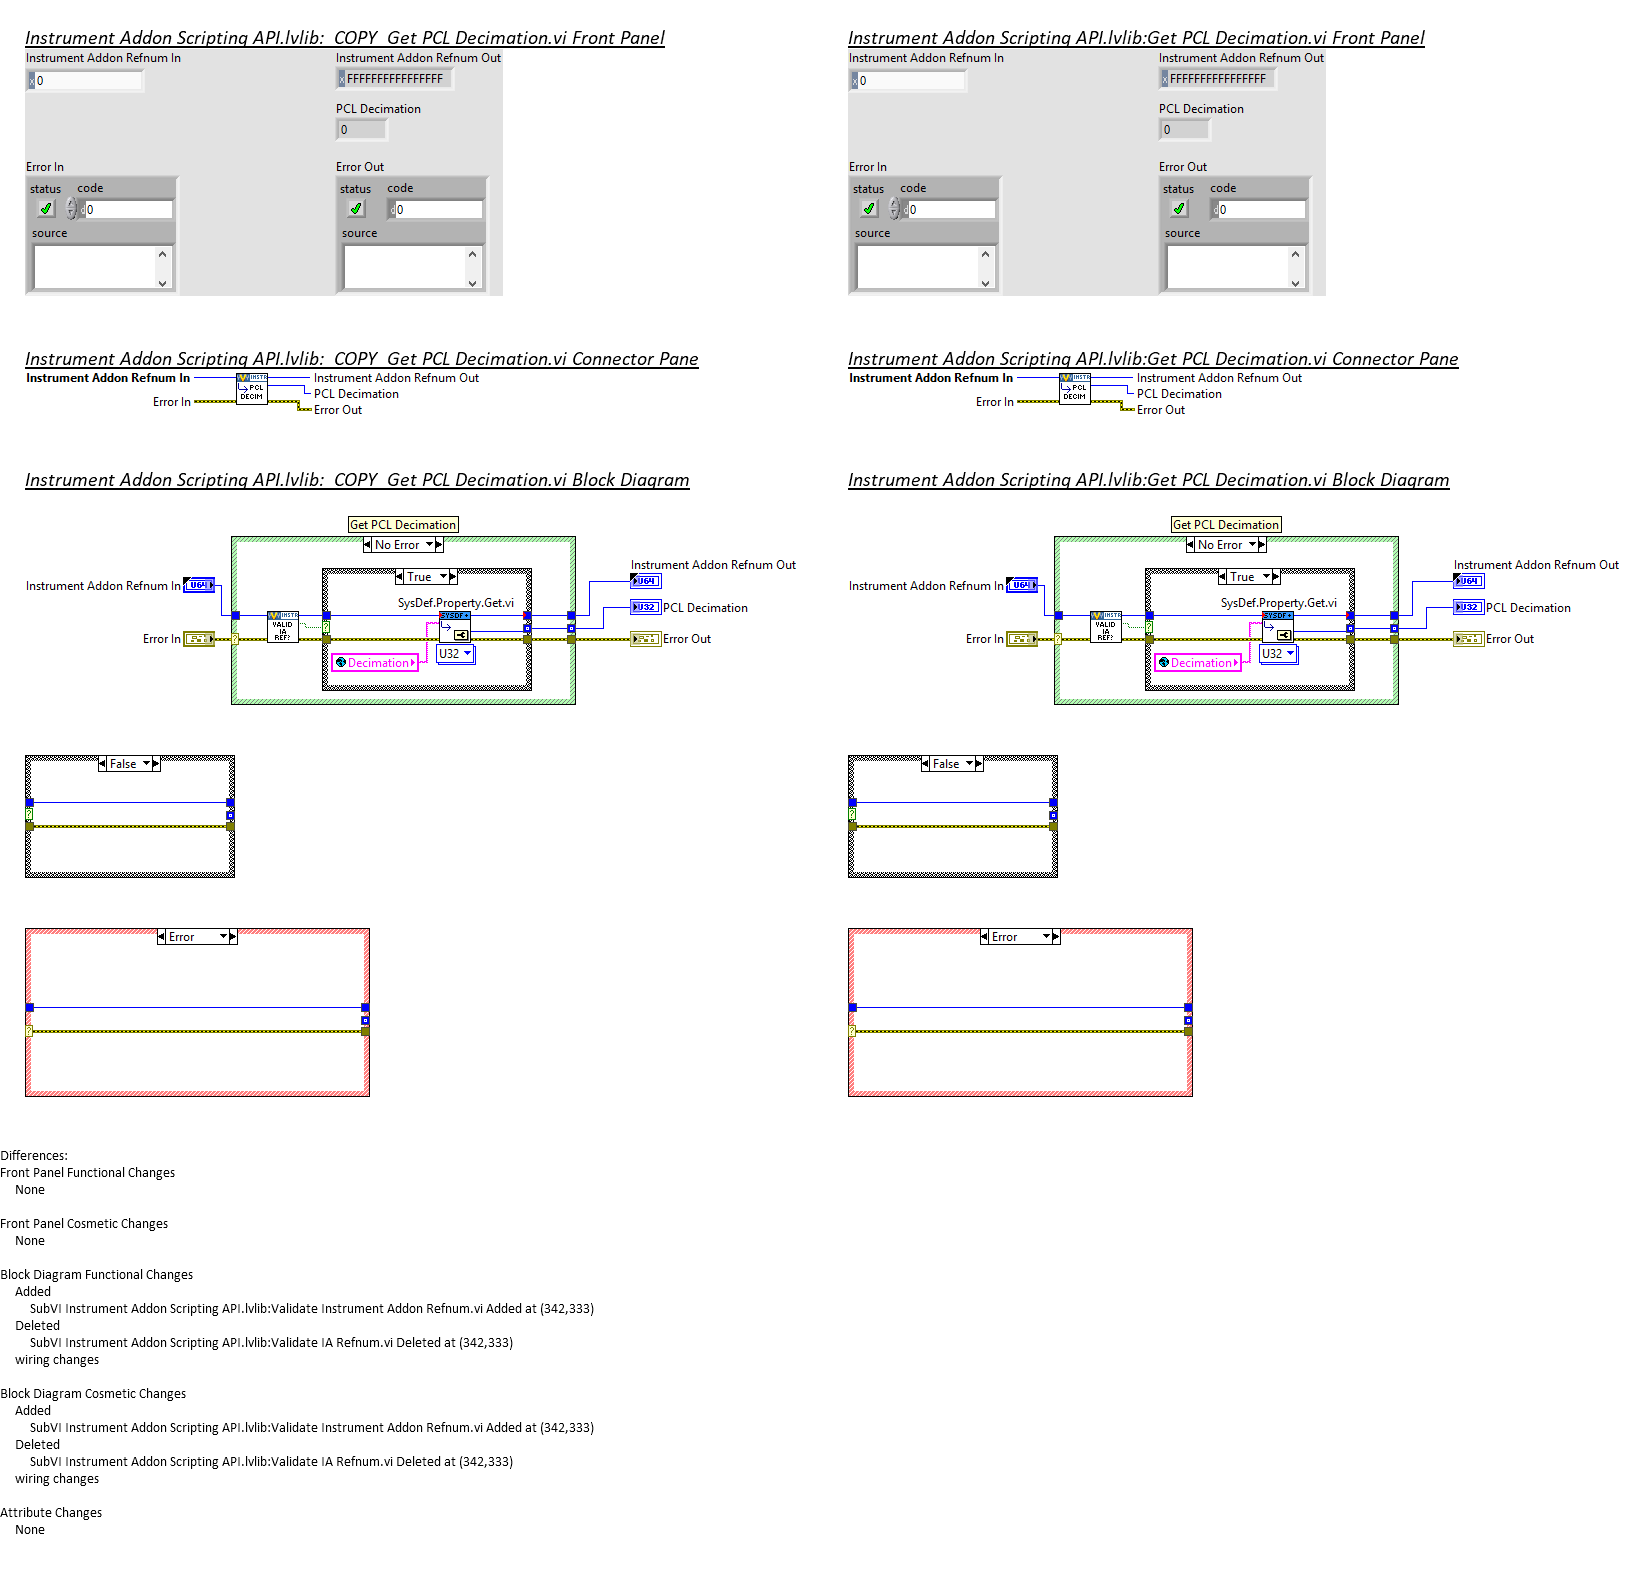 Instrument Addon Scripting API.lvlib:_COPY_Get PCL Decimation.vi Front Panel
Instrument Addon Refnum In
x 0
Instrument Addon Refnum Out
x FFFFFFFFFFFFFFFF
PCL Decimation
0
Error In
status code
d 0
source
Error Out
status code
d 0
source
Instrument Addon Scripting API.lvlib:Get PCL Decimation.vi Front Panel
Instrument Addon Refnum In
x 0
Instrument Addon Refnum Out
x FFFFFFFFFFFFFFFF
PCL Decimation
0
Error In
status code
d 0
source
Error Out
status code
d 0
source
Instrument Addon Scripting API.lvlib:_COPY_Get PCL Decimation.vi Connector Pane
Instrument Addon Refnum In
Error In
INSTR
PCL
DECIM
Instrument Addon Refnum Out
PCL Decimation
Error Out
Instrument Addon Scripting API.lvlib:Get PCL Decimation.vi Connector Pane
Instrument Addon Refnum In
Error In
INSTR
PCL
DECIM
Instrument Addon Refnum Out
PCL Decimation
Error Out
Instrument Addon Scripting API.lvlib:_COPY_Get PCL Decimation.vi Block Diagram
Get PCL Decimation
No Error
True
Instrument Addon Refnum In
U64
Error In
?
INSTR
VALID
IA
REF?
?
SysDef.Property.Get.vi
SYSDF
Decimation
U32
Instrument Addon Refnum Out
U64
U32
PCL Decimation
Error Out
Instrument Addon Scripting API.lvlib:Get PCL Decimation.vi Block Diagram
Get PCL Decimation
No Error
True
Instrument Addon Refnum In
U64
Error In
?
INSTR
VALID
IA
REF?
?
SysDef.Property.Get.vi
SYSDF
Decimation
U32
Instrument Addon Refnum Out
U64
U32
PCL Decimation
Error Out
False
?
False
?
Error
?
Error
?
Differences:
Front Panel Functional Changes
None
Front Panel Cosmetic Changes
None
Block Diagram Functional Changes
Added
SubVI Instrument Addon Scripting API.lvlib:Validate Instrument Addon Refnum.vi Added at (342,333)
Deleted
SubVI Instrument Addon Scripting API.lvlib:Validate IA Refnum.vi Deleted at (342,333)
wiring changes
Block Diagram Cosmetic Changes
Added
SubVI Instrument Addon Scripting API.lvlib:Validate Instrument Addon Refnum.vi Added at (342,333)
Deleted
SubVI Instrument Addon Scripting API.lvlib:Validate IA Refnum.vi Deleted at (342,333)
wiring changes
Attribute Changes
None